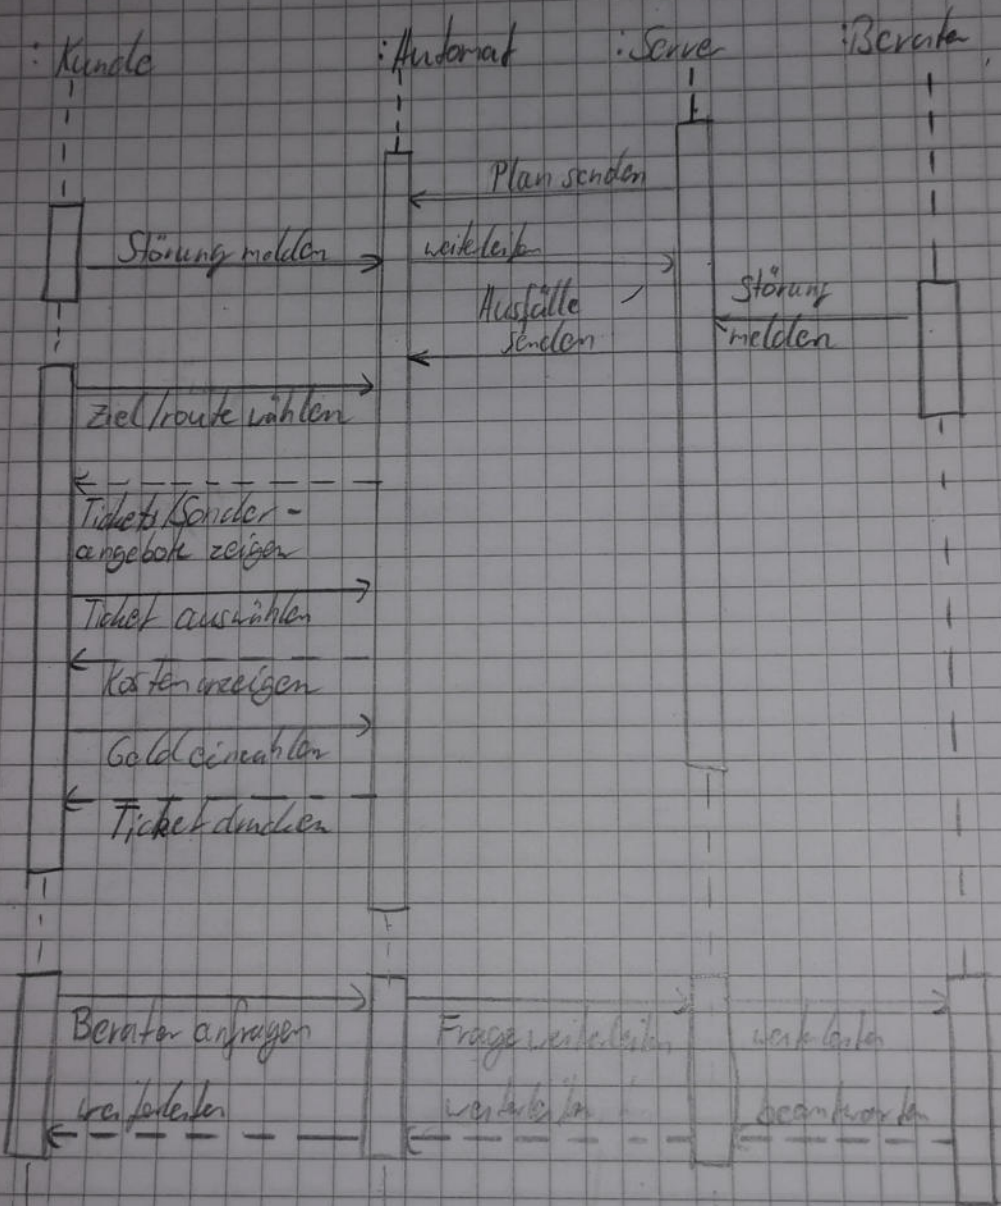 :Kunde :Automat :Server :Berater
Plan senden
Störung melden weiterleiten
Ausfälle
senden
Störung
melden
Ziel/route wählen
Tickets/Sonder-
angebote zeigen
Ticket auswählen
Kosten anzeigen
Geld einzahlen
Ticket drucken
Berater anfragen Frage weiterleiten weiterleiten
weiterleiten weiterleiten beantworten